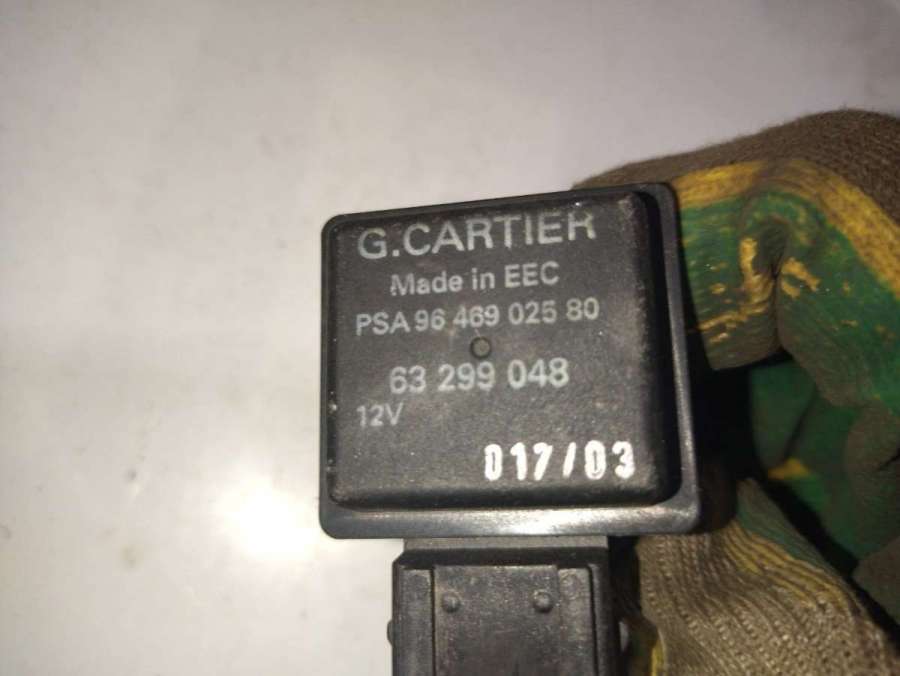 G.CARTIER
Made in EEC
PSA 96 469 025 80
63 299 048
12V
017/03